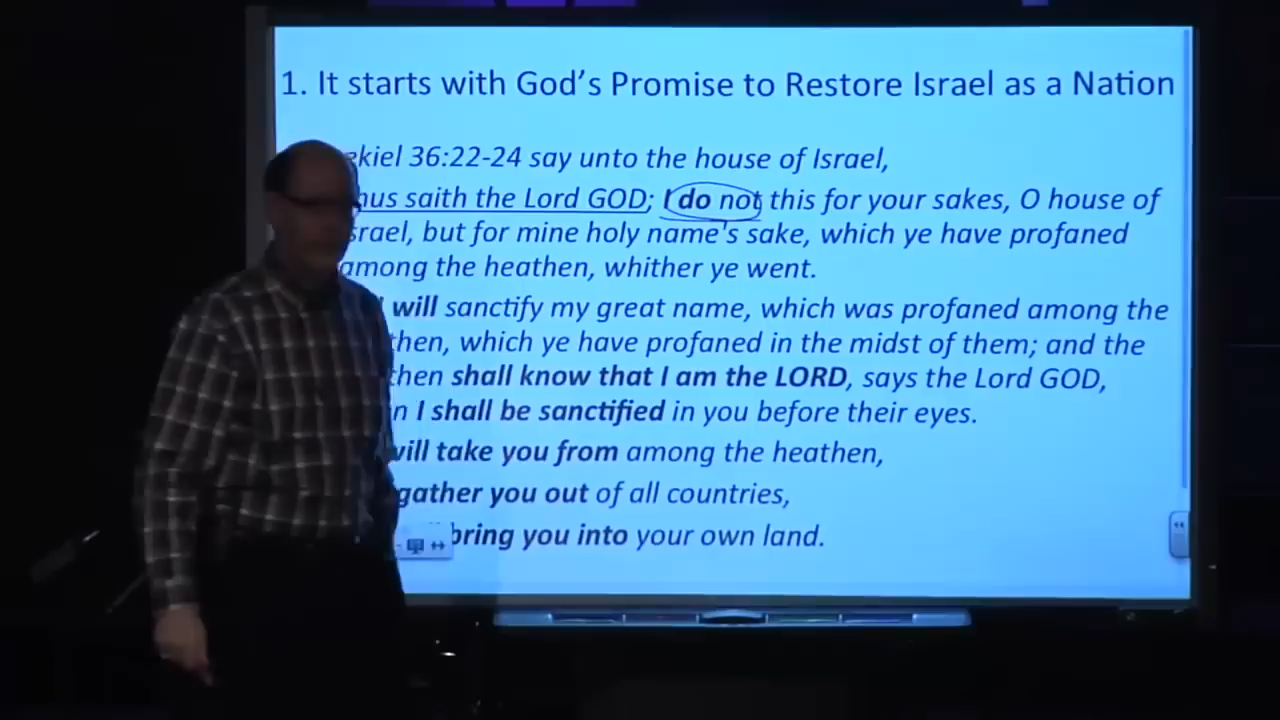 1. It starts with God's Promise to Restore Israel as a Nation
ekiel 36:22-24 say unto the house of Israel,
hus saith the Lord GOD; I do not this for your sakes, O house of
srael, but for mine holy name's sake, which ye have profaned
among the heathen, whither ye went.
will sanctify my great name, which was profaned among the
then, which ye have profaned in the midst of them; and the
then shall know that I am the LORD, says the Lord GOD,
n I shall be sanctified in you before their eyes.
will take you from among the heathen,
gather you out of all countries,
bring you into your own land.